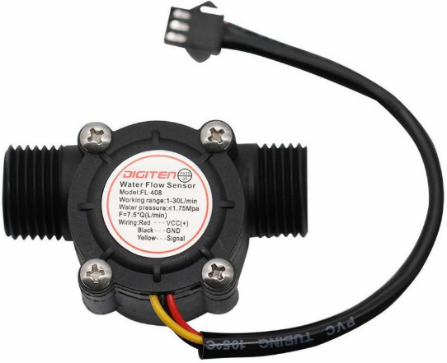 DIGITEN
Water Flow Sensor
Model:FL-408
Working range:1-30L/min
Water pressure:≤1.75Mpa
F=7.5*Q(L/min)
Wiring:Red ··· VCC(+)
Black ··· GND
Yellow ··· Signal
PVC TUBING 105°C